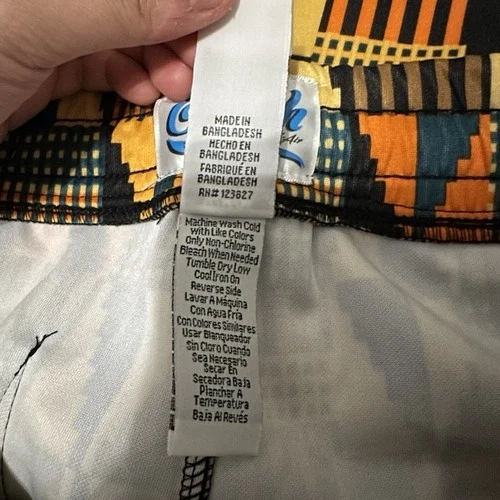 MADE IN
BANGLADESH
HECHO EN
BANGLADESH
FABRIQUÉ EN
BANGLADESH
RN# 123627
Machine Wash Cold
with Like Colors
Only Non-Chlorine
Bleach When Needed
Tumble Dry Low
Cool Iron On
Reverse Side
Lavar A Máquina
Con Agua Fría
Con Colores Similares
Usar Blanqueador
Sin Cloro Cuando
Sea Necesario
Secar En
Secadora Baja
Planchar A
Temperatura
Baja Al Revés